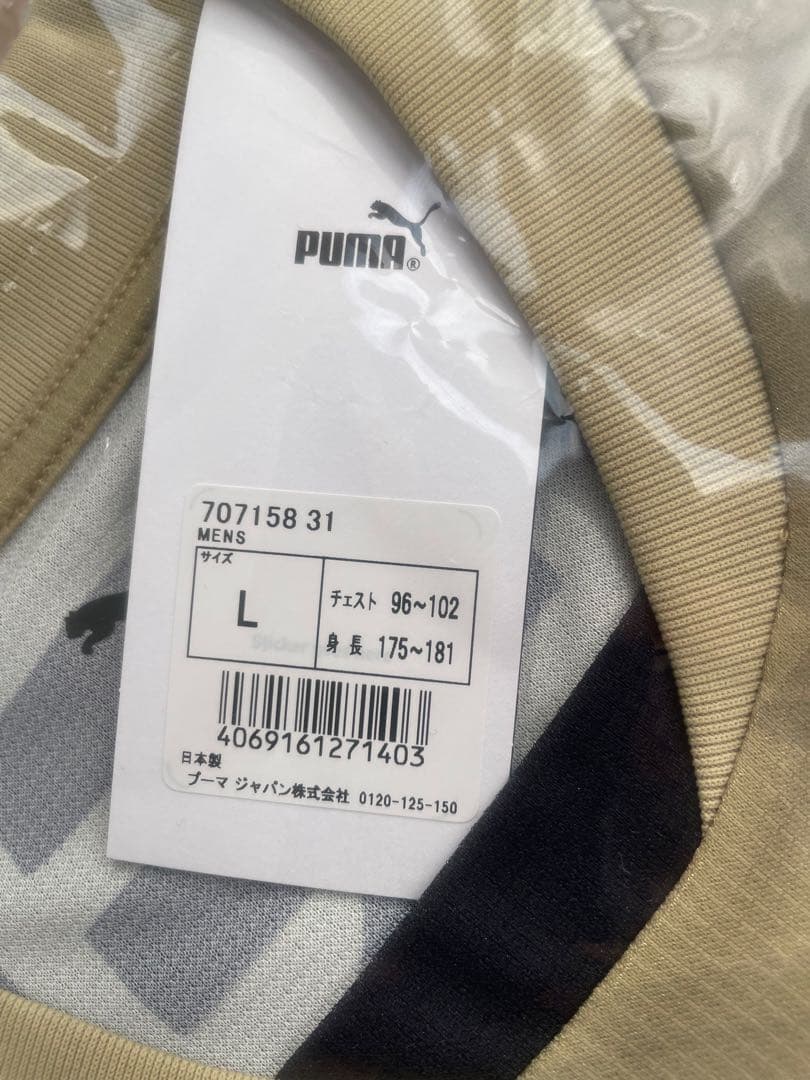 PUMA®
707158 31
MENS
サイズ
L
チェスト 96~102
身長 175~181
4069161271403
日本製
プーマ ジャパン株式会社 0120-125-150